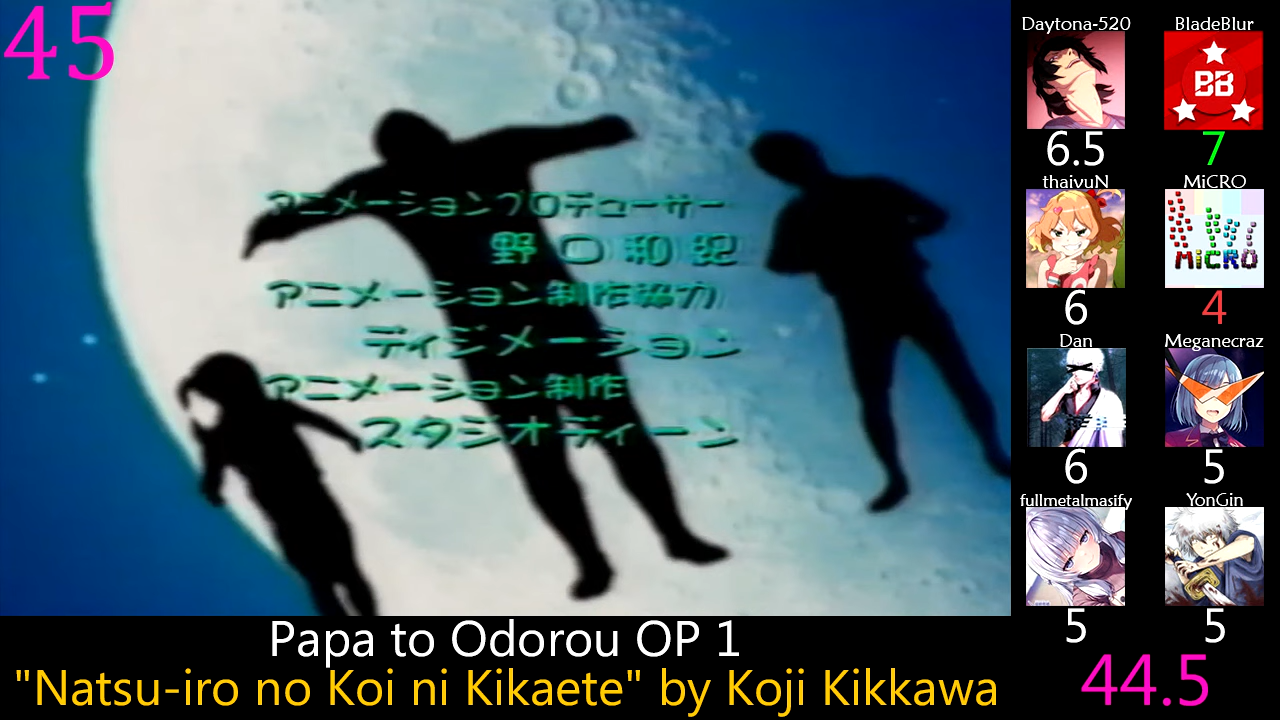 45
アニメーションプロデューサー
野口和紀
アニメーション制作協力
ディジメーション
アニメーション制作
スタジオディーン
Papa to Odorou OP 1
"Natsu-iro no Koi ni Kikaete" by Koji Kikkawa
Daytona-520
BladeBlur
BB
6.5
7
thaivuN
MiCRO
MiCRO
6
4
Dan
Meganecraz
6
5
fullmetalmasify
YonGin
5
5
44.5